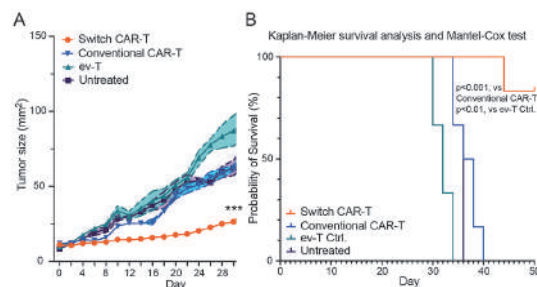 A
Switch CAR-T
Conventional CAR-T
ev-T
Untreated
Tumor size (mm²)
150
100
50
0
0 4 8 12 16 20 24 28
Day
B
Kaplan-Meier survival analysis and Mantel-Cox test
Probability of Survival (%)
100
50
0
p<0.001, vs
Conventional CAR-T
p<0.01, vs ev-T Ctrl.
***
Switch CAR-T
Conventional CAR-T
ev-T Ctrl.
Untreated
0 10 20 30 40 50
Day